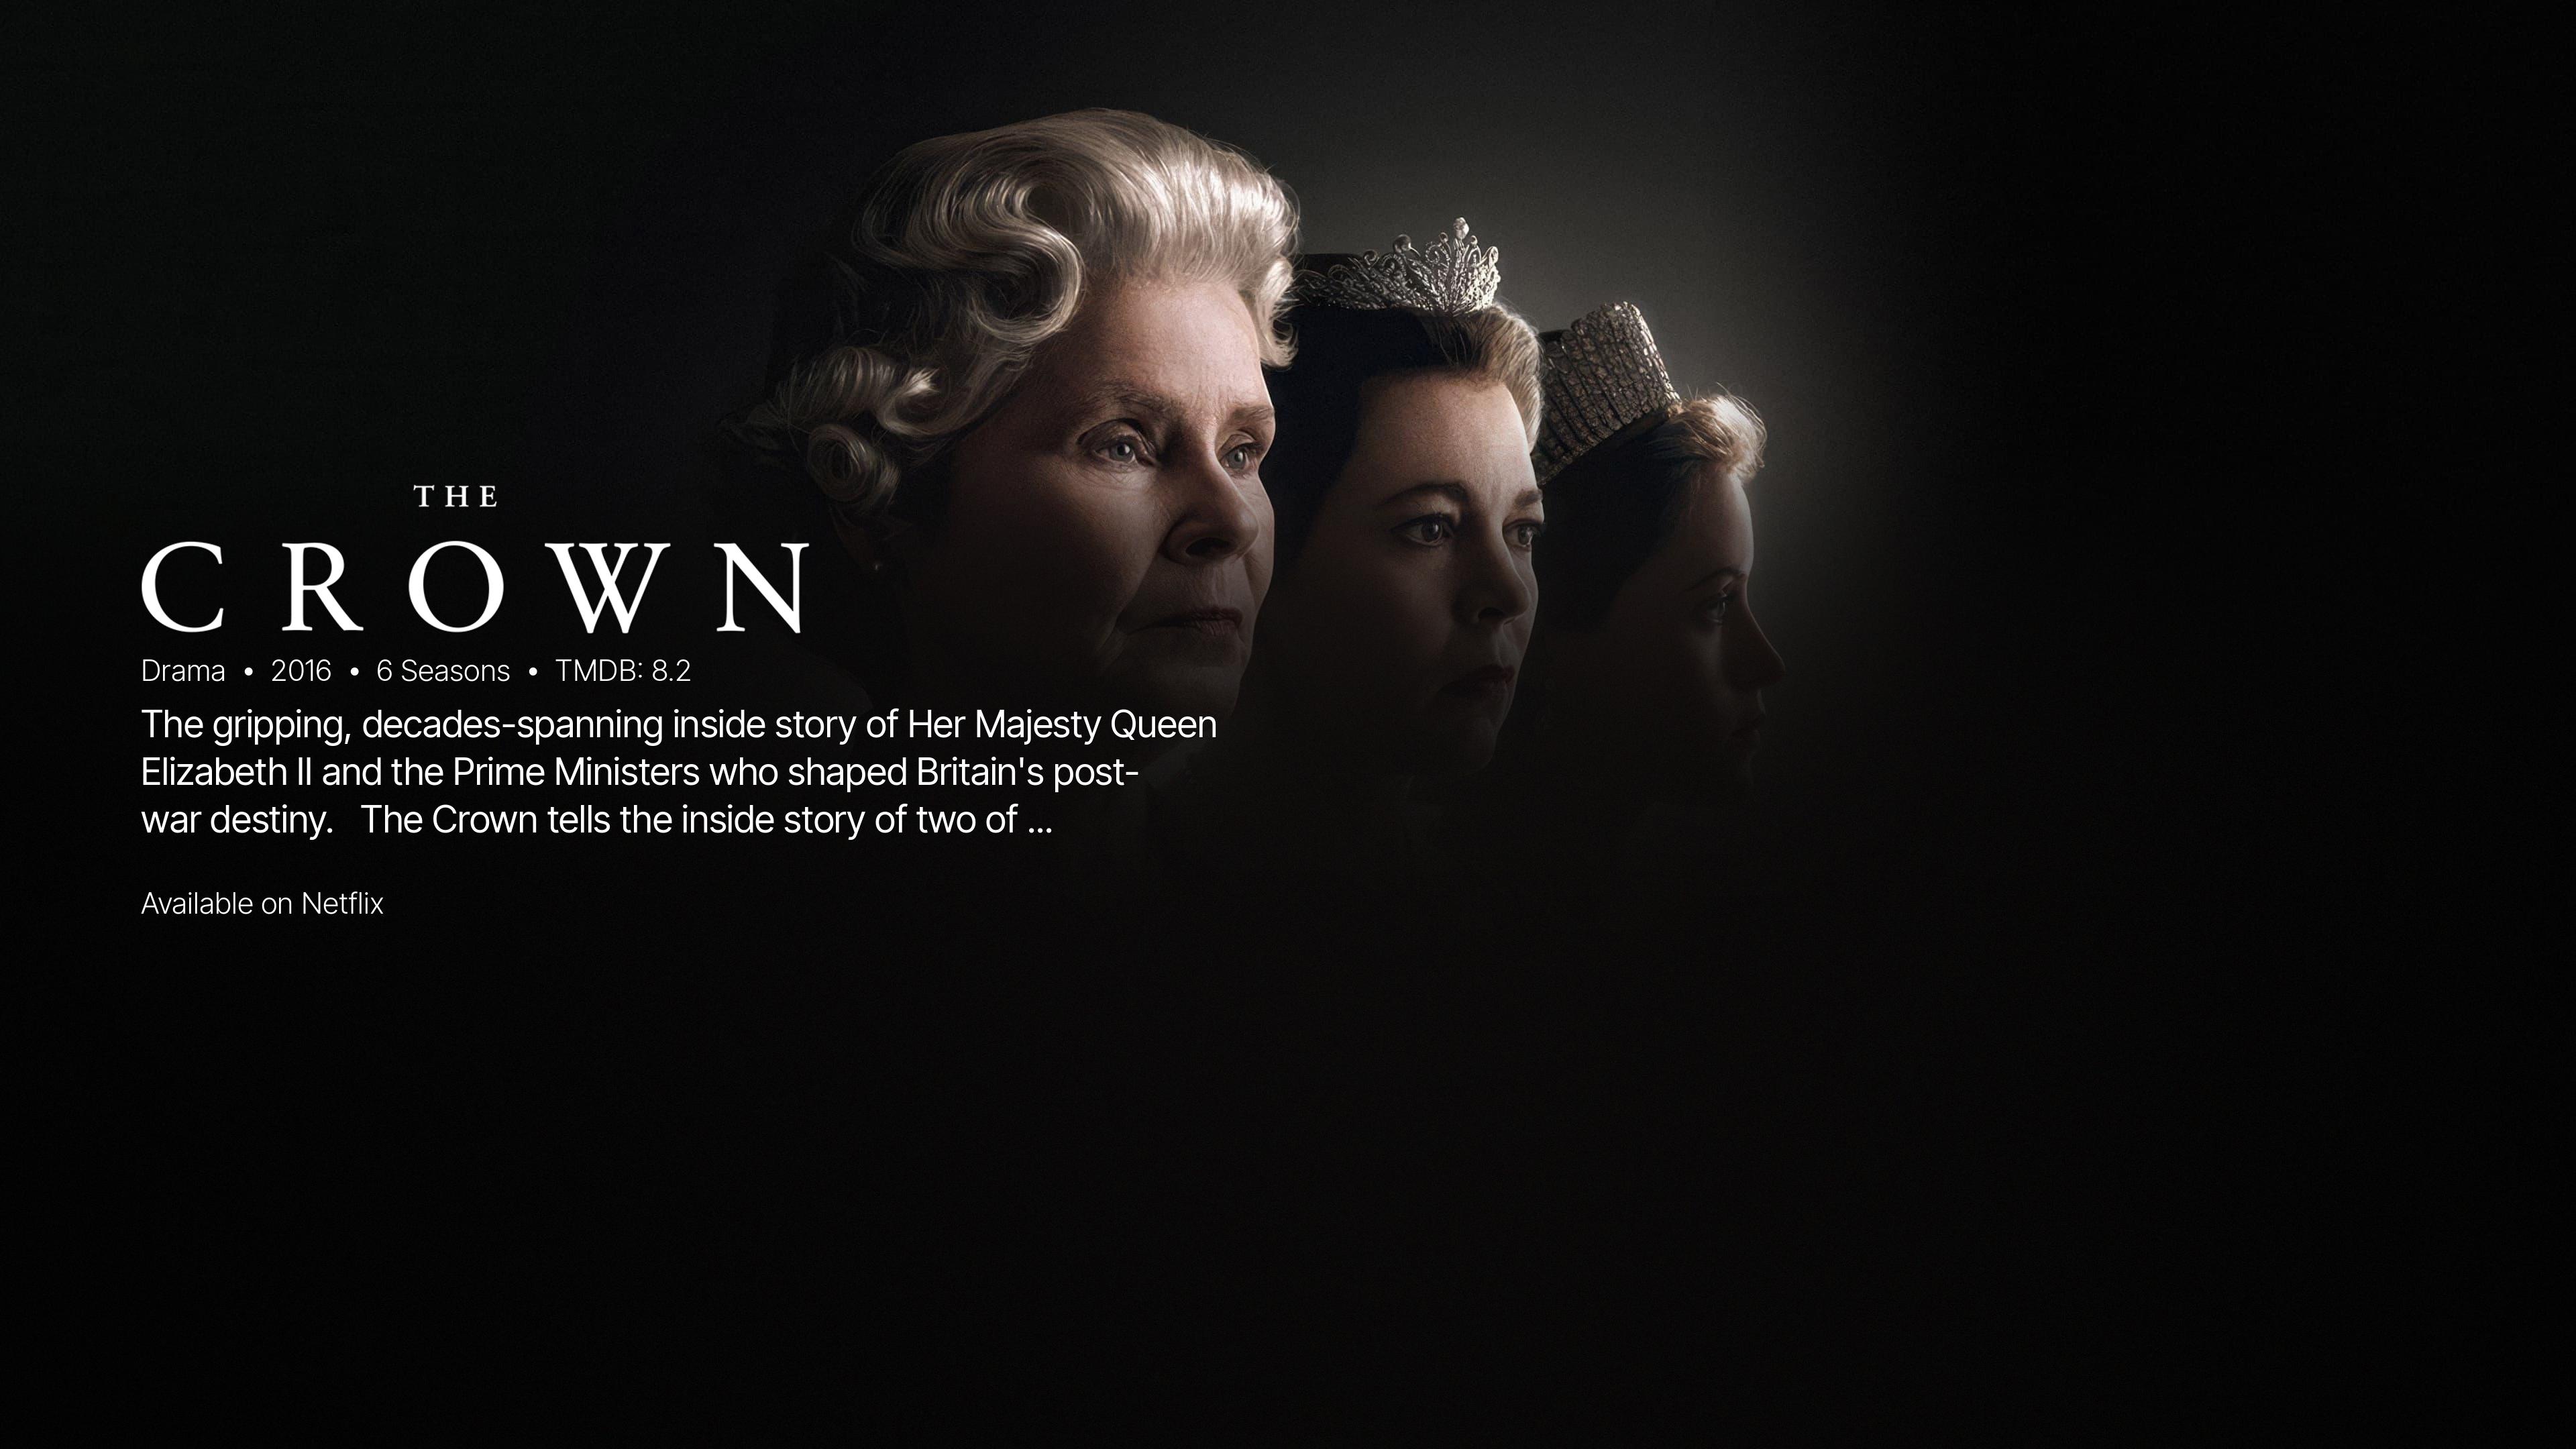 THE
CROWN
Drama • 2016 • 6 Seasons • TMDB: 8.2
The gripping, decades-spanning inside story of Her Majesty Queen
Elizabeth II and the Prime Ministers who shaped Britain's post-
war destiny.   The Crown tells the inside story of two of ...
Available on Netflix